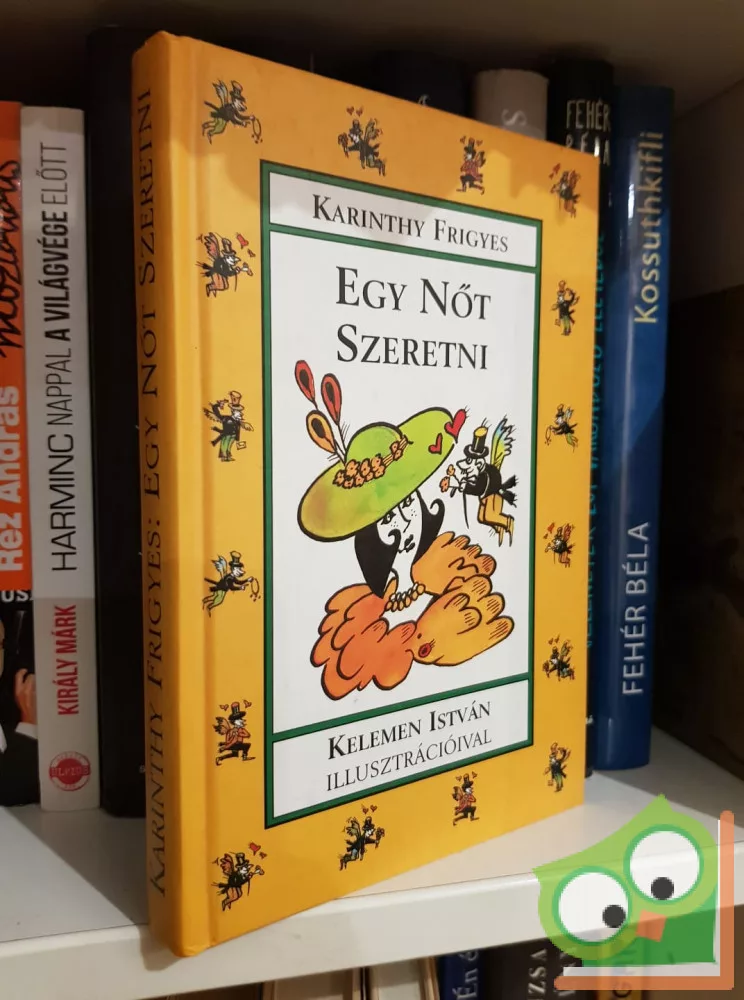 KARINTHY FRIGYES
EGY NŐT
SZERETNI
KELEMEN ISTVÁN
ILLUSZTRÁCIÓIVAL
KARINTHY FRIGYES: EGY NŐT SZERETNI
Réz András
KIRÁLY MÁRK HARMINC NAPPAL A VILÁGVÉGE ELŐTT
FEHÉR
BÉLA
FEHÉR BÉLA Kossuthkifli